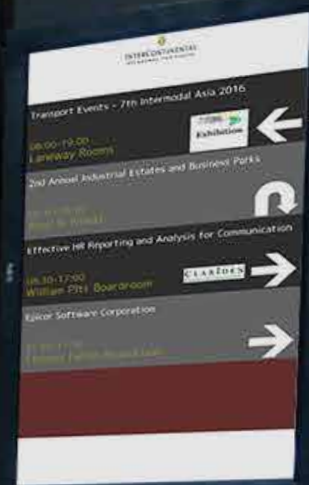 INTERCONTINENTAL
Transport Events - 7th Intermodal Asia 2016
08:00-19:00
Laneway Rooms
Exhibition
2nd Annual Industrial Estates and Business Parks
Effective HR Reporting and Analysis for Communication
08:30-17:00
William Pitt Boardroom
CLARIDEN
Epicor Software Corporation